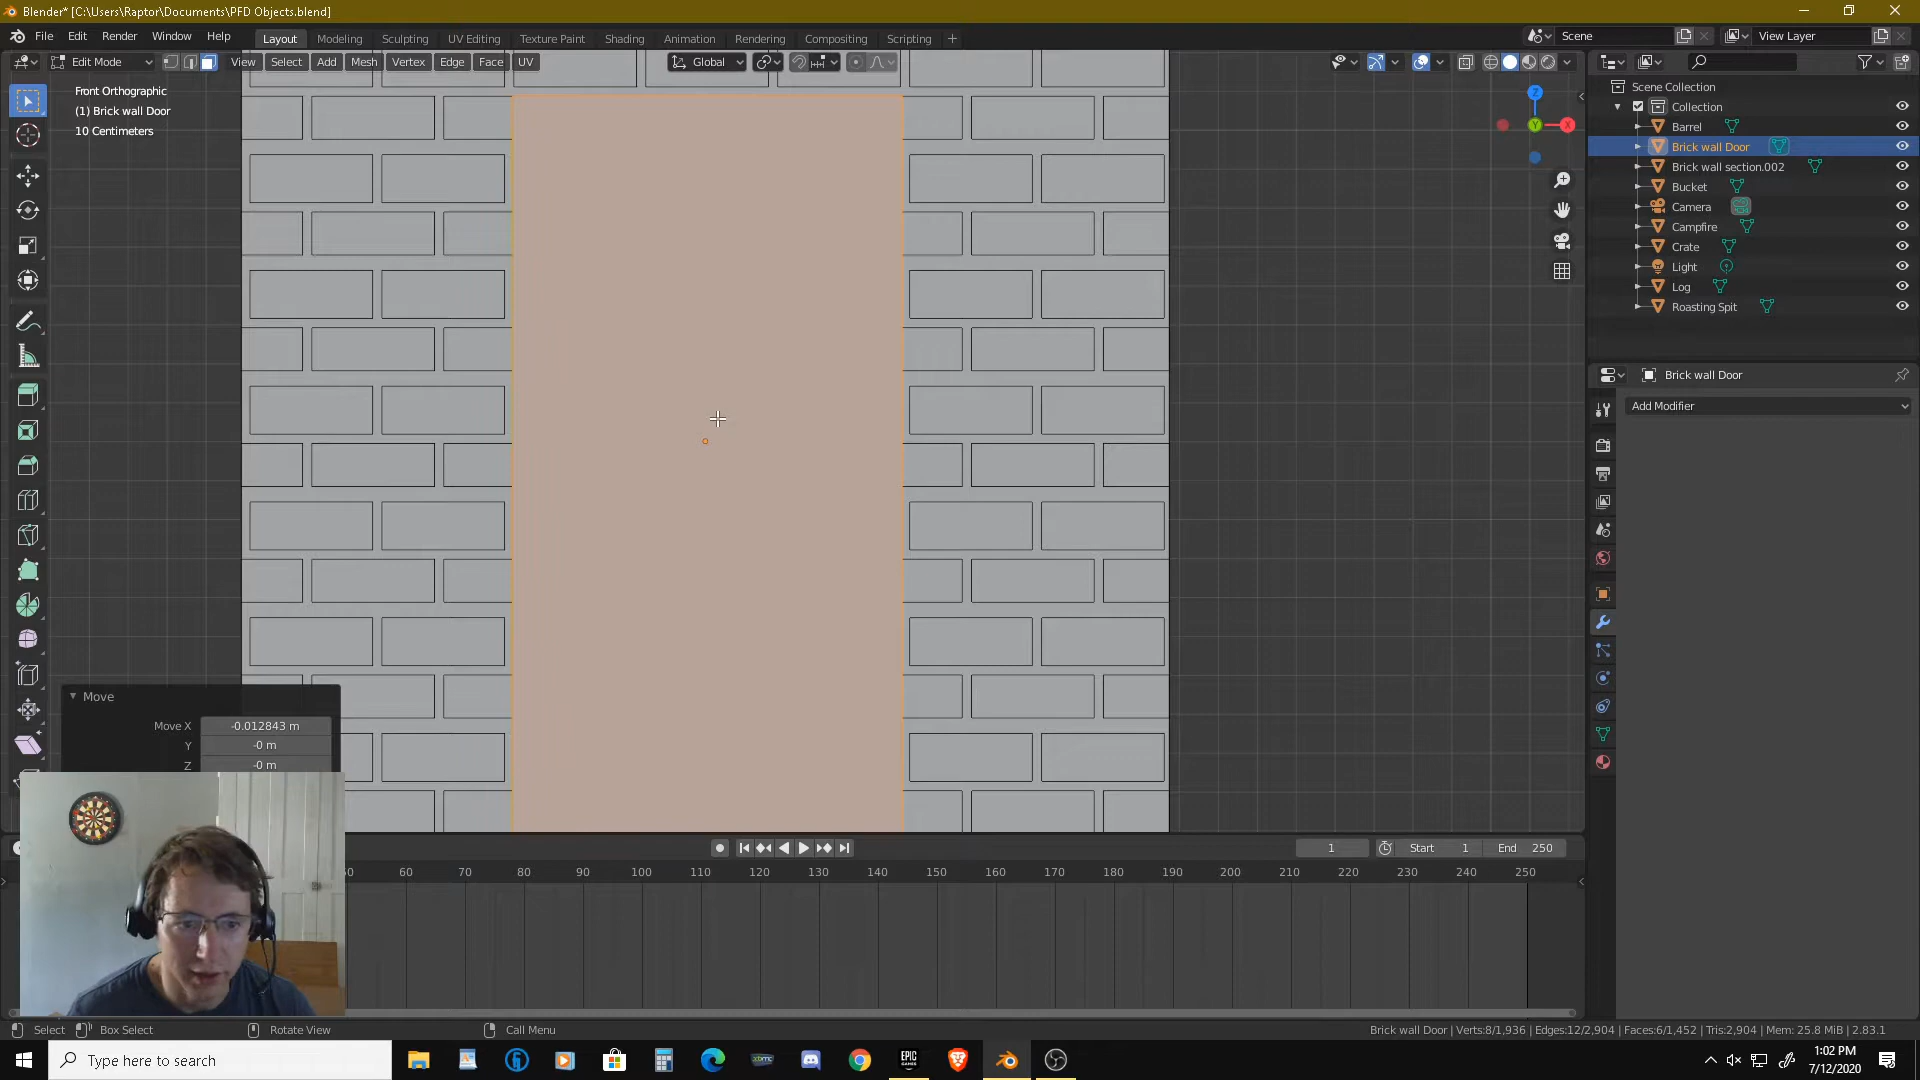 Blender* [C:\Users\Raptor\Documents\PFD Objects.blend]
File Edit Render Window Help
Layout Modeling Sculpting UV Editing Texture Paint Shading Animation Rendering Compositing Scripting
Scene
View Layer
Edit Mode
View Select Add Mesh Vertex Edge Face UV
Global
Front Orthographic
(1) Brick wall Door
10 Centimeters
Z
Y
X
Scene Collection
Collection
Barrel
Brick wall Door
Brick wall section.002
Bucket
Camera
Campfire
Crate
Light
Log
Roasting Spit
Brick wall Door
Add Modifier
Move
Move X -0.012843 m
Y -0 m
Z -0 m
1
Start 1
End 250
50 60 70 80 90 100 110 120 130 140 150 160 170 180 190 200 210 220 230 240 250
Select Box Select Rotate View Call Menu
Brick wall Door | Verts:8/1,936 | Edges:12/2,904 | Faces:6/1,452 | Tris:2,904 | Mem: 25.8 MiB | 2.83.1
Type here to search
EPIC GAMES
1:02 PM
7/12/2020